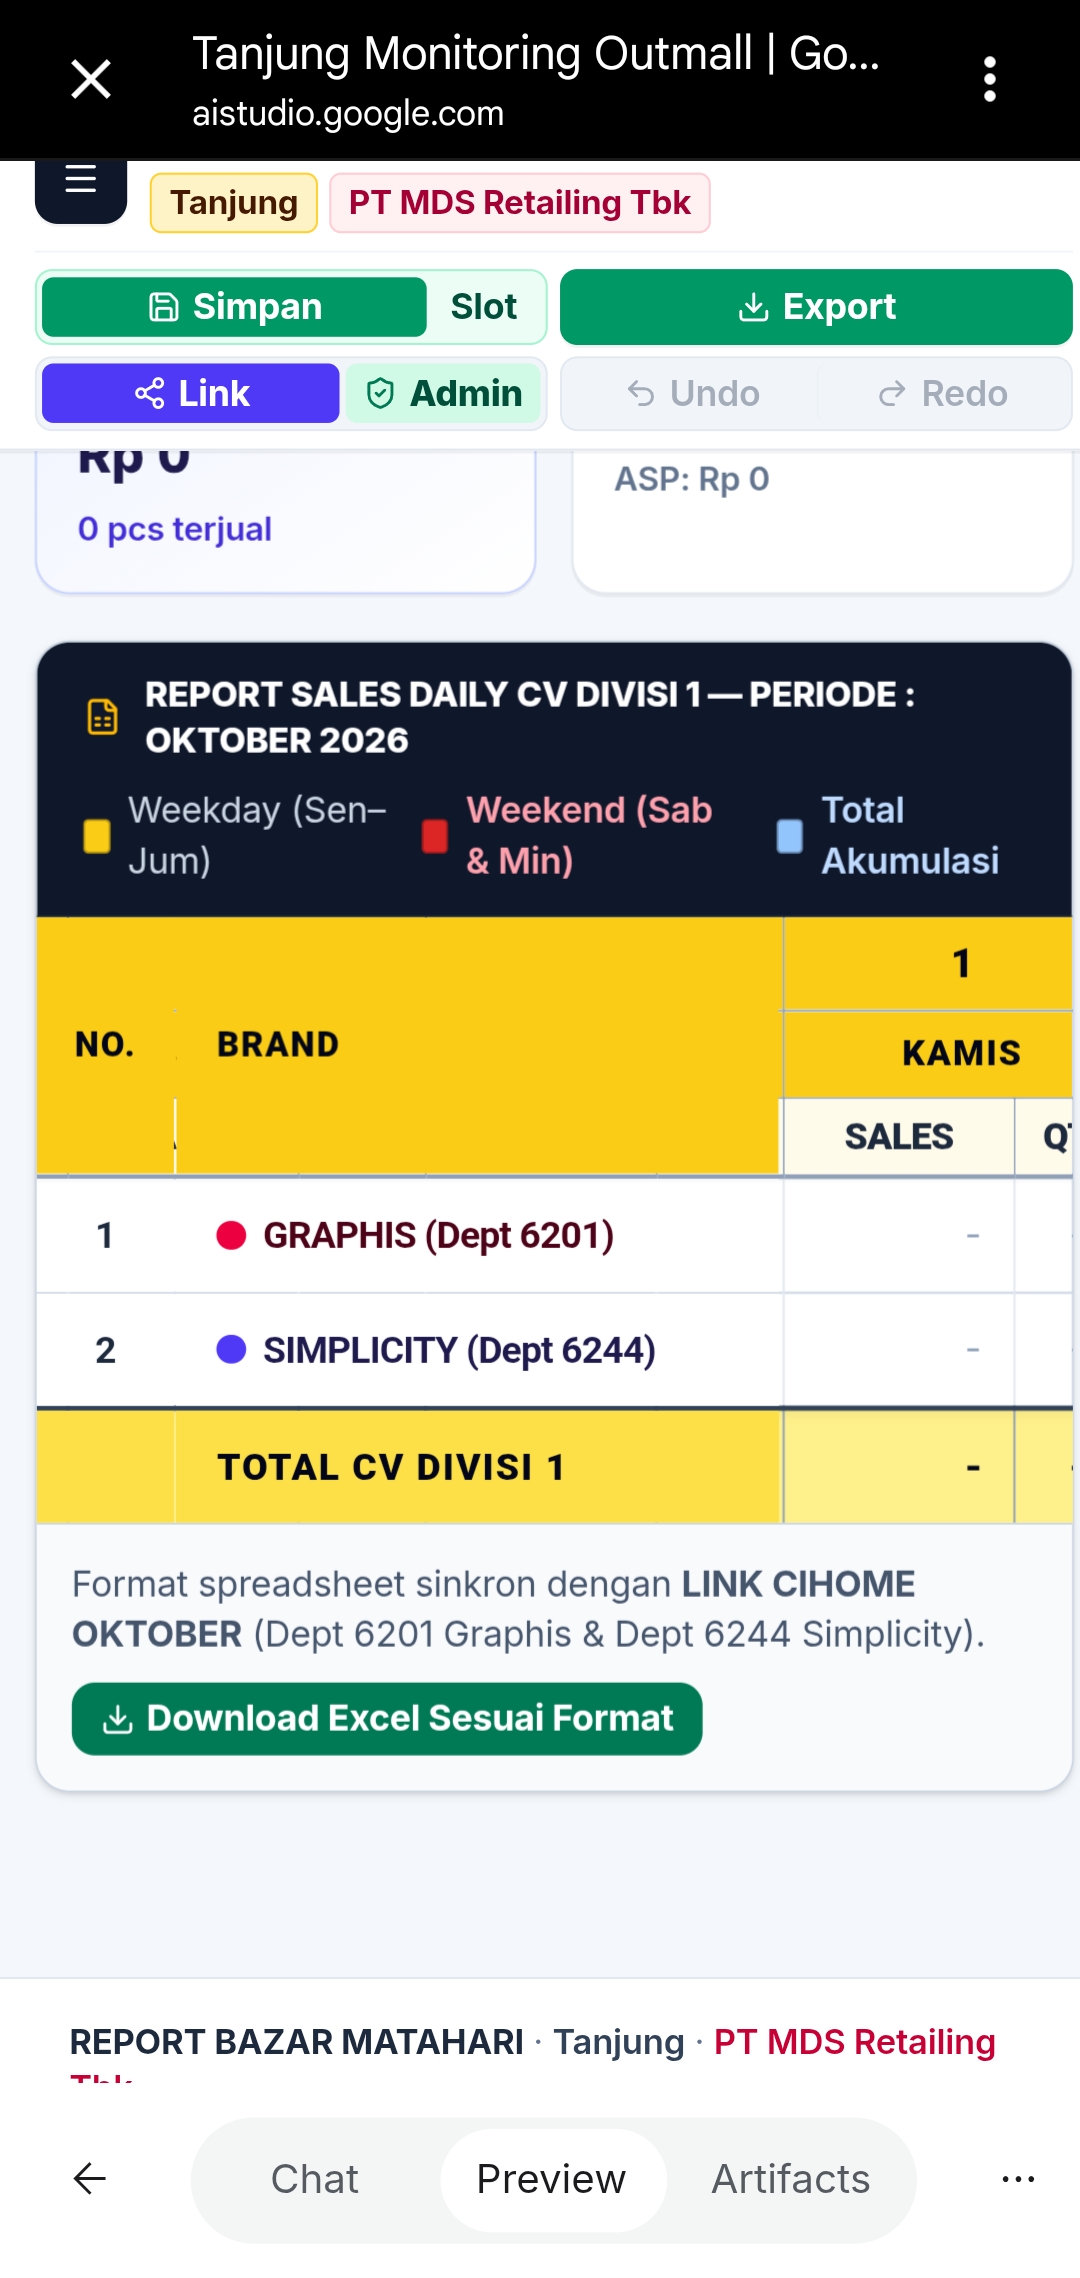 Tanjung Monitoring Outmall | Go...
aistudio.google.com
Tanjung
PT MDS Retailing Tbk
Simpan
Slot
Export
Link
Admin
Undo
Redo
Rp 0
0 pcs terjual
ASP: Rp 0
REPORT SALES DAILY CV DIVISI 1 — PERIODE :
OKTOBER 2026
Weekday (Sen–
Jum)
Weekend (Sab
& Min)
Total
Akumulasi
NO.
BRAND
1
KAMIS
SALES
1
GRAPHIS (Dept 6201)
-
2
SIMPLICITY (Dept 6244)
-
TOTAL CV DIVISI 1
-
Format spreadsheet sinkron dengan LINK CIHOME
OKTOBER (Dept 6201 Graphis & Dept 6244 Simplicity).
Download Excel Sesuai Format
REPORT BAZAR MATAHARI · Tanjung · PT MDS Retailing
Tbk
Chat
Preview
Artifacts